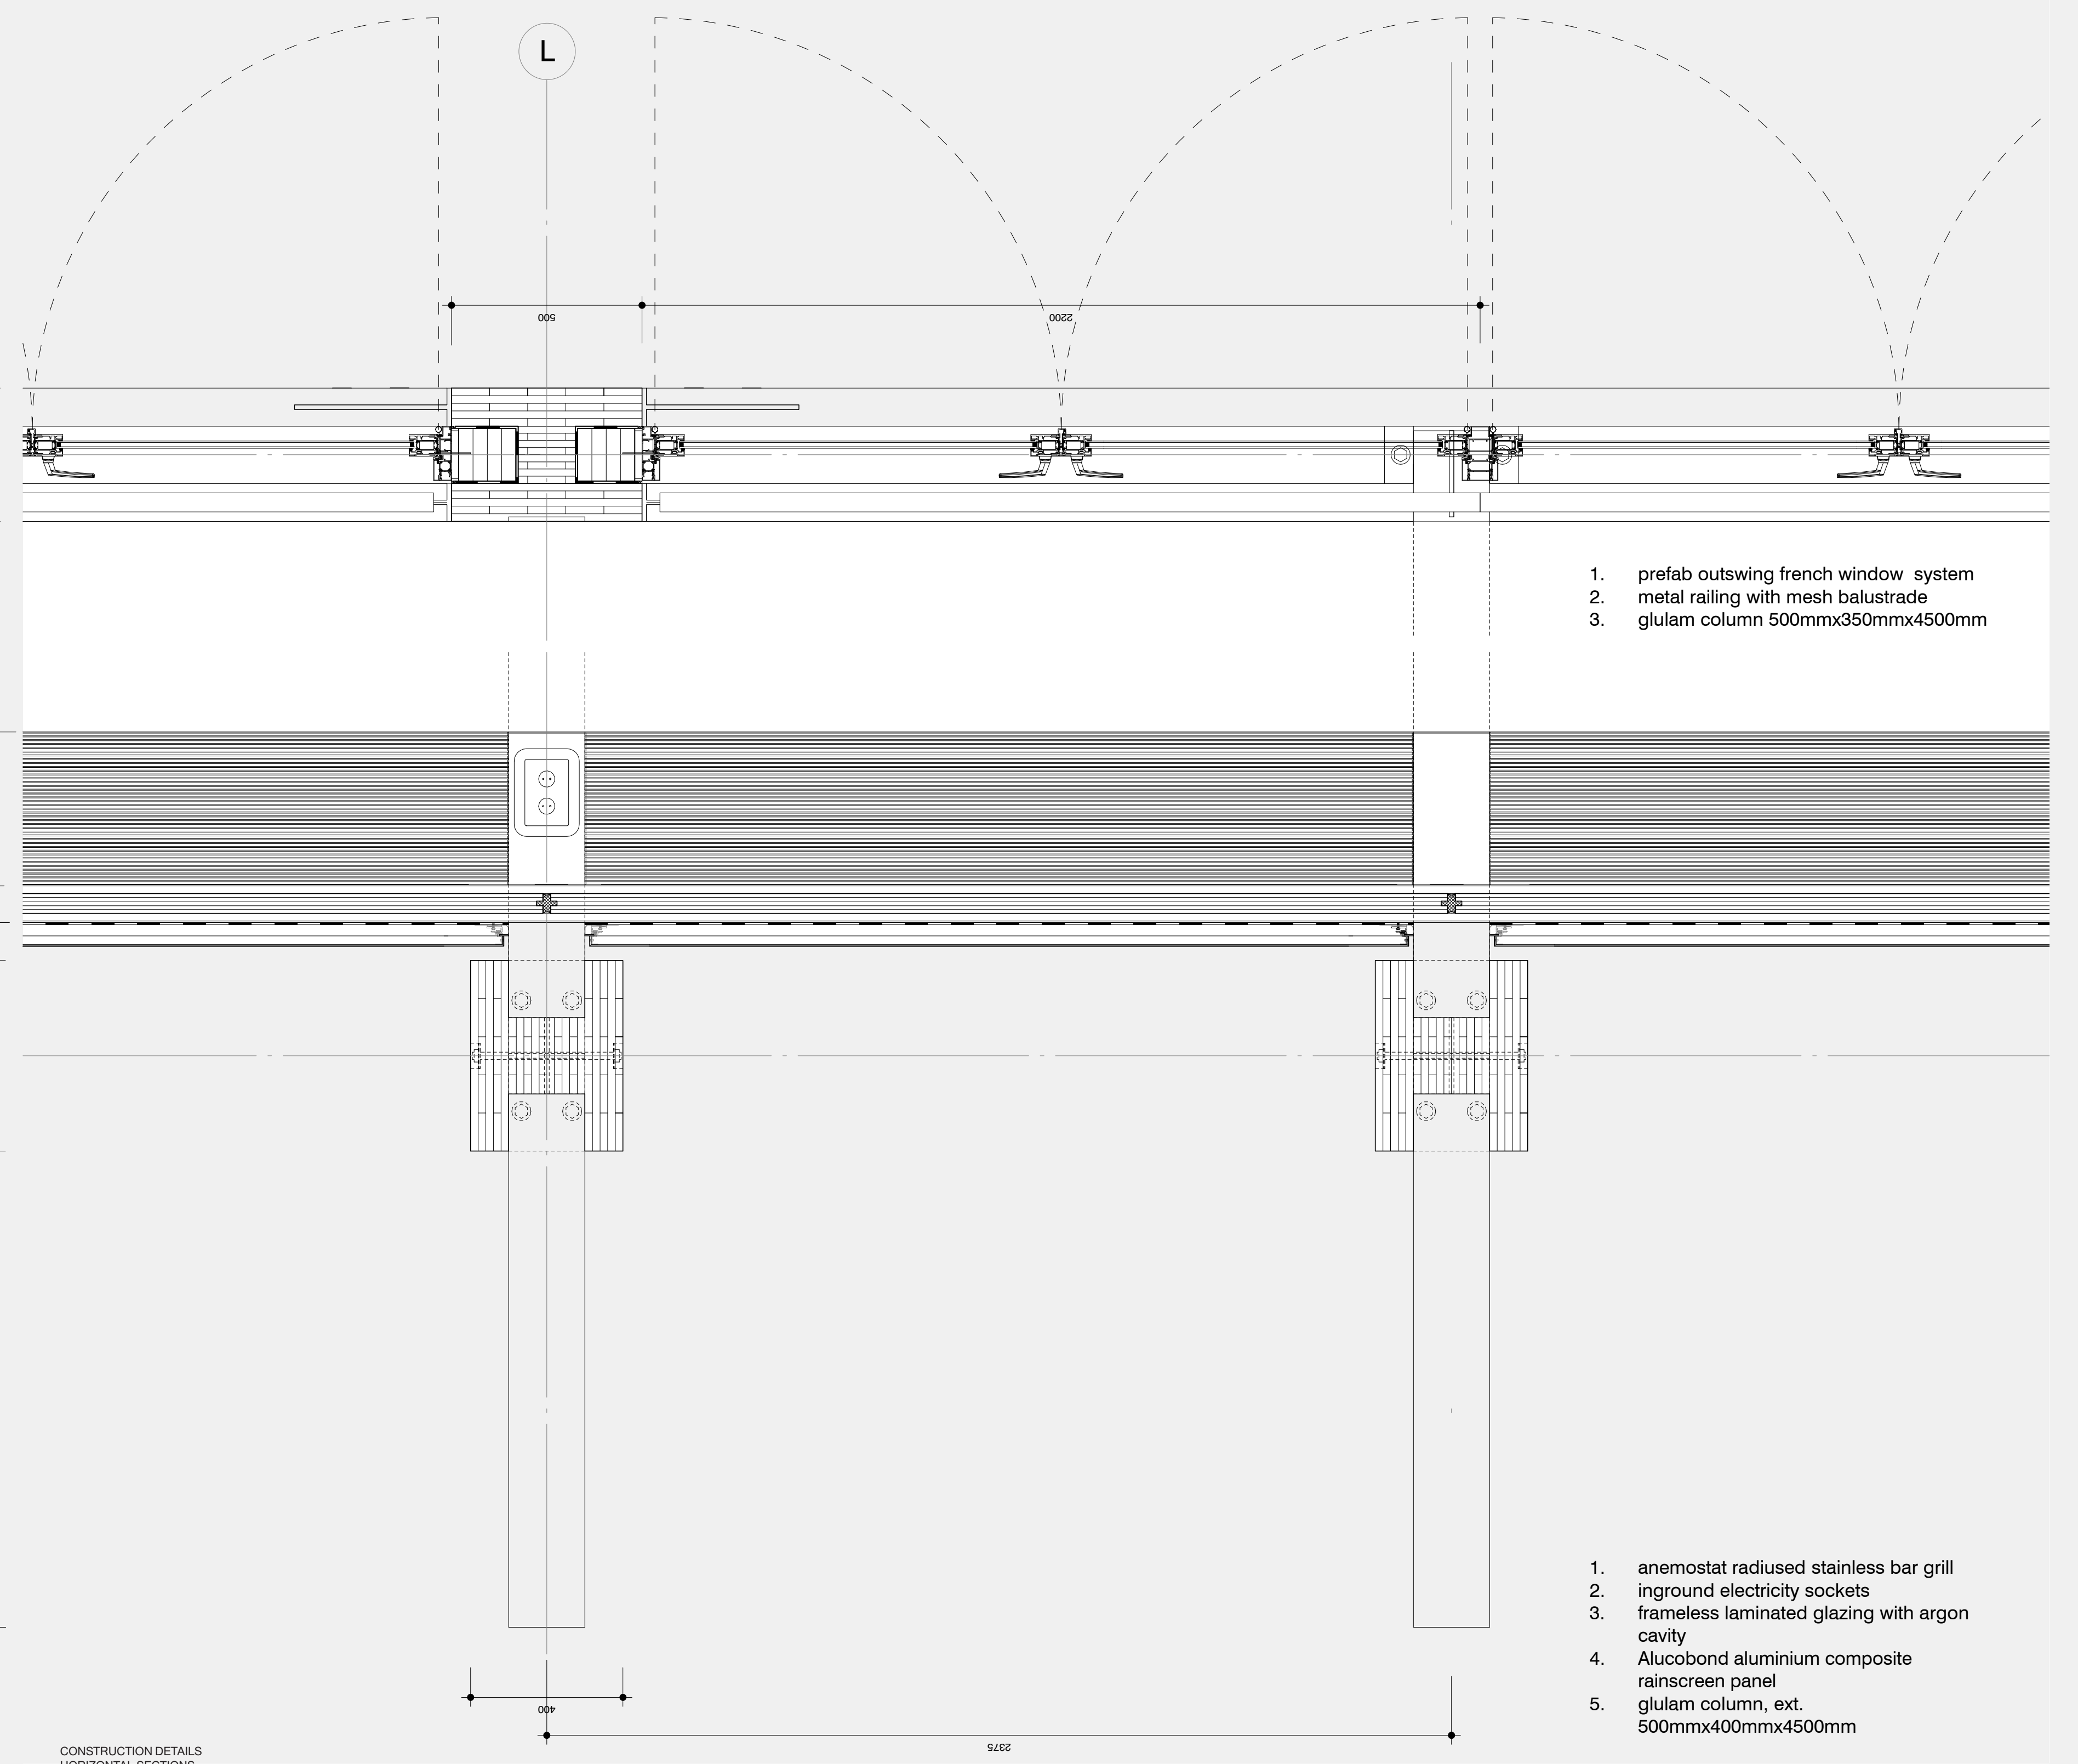 L
500
2200
1. prefab outswing french window  system
2. metal railing with mesh balustrade
3. glulam column 500mmx350mmx4500mm
1. anemostat radiused stainless bar grill
2. inground electricity sockets
3. frameless laminated glazing with argon
cavity
4. Alucobond aluminium composite
rainscreen panel
5. glulam column, ext.
500mmx400mmx4500mm
400
2375
CONSTRUCTION DETAILS
HORIZONTAL SECTIONS